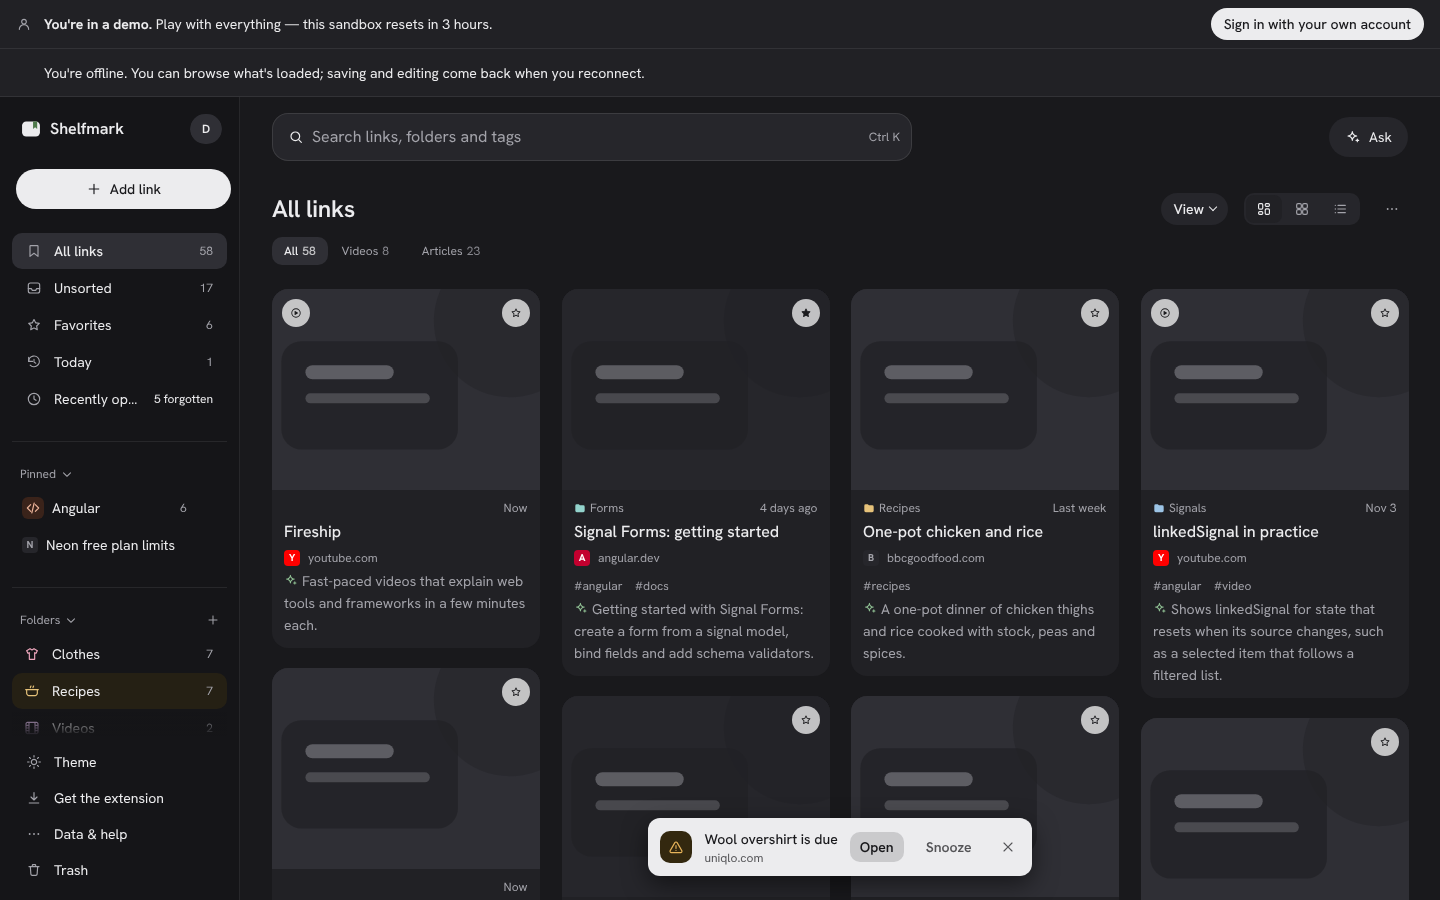 You're in a demo. Play with everything — this sandbox resets in 3 hours.
Sign in with your own account
You're offline. You can browse what's loaded; saving and editing come back when you reconnect.
Shelfmark
D
Add link
All links 58
Unsorted 17
Favorites 6
Today 1
Recently op... 5 forgotten
Pinned
Angular 6
N Neon free plan limits
Folders
Clothes 7
Recipes 7
Videos 2
Theme
Get the extension
Data & help
Trash
Search links, folders and tags Ctrl K
Ask
All links
View
All 58 Videos 8 Articles 23
Now
Fireship
Y youtube.com
Fast-paced videos that explain web
tools and frameworks in a few minutes
each.
Forms 4 days ago
Signal Forms: getting started
A angular.dev
#angular #docs
Getting started with Signal Forms:
create a form from a signal model,
bind fields and add schema validators.
Recipes Last week
One-pot chicken and rice
B bbcgoodfood.com
#recipes
A one-pot dinner of chicken thighs
and rice cooked with stock, peas and
spices.
Signals Nov 3
linkedSignal in practice
Y youtube.com
#angular #video
Shows linkedSignal for state that
resets when its source changes, such
as a selected item that follows a
filtered list.
Now
Wool overshirt is due
uniqlo.com
Open
Snooze